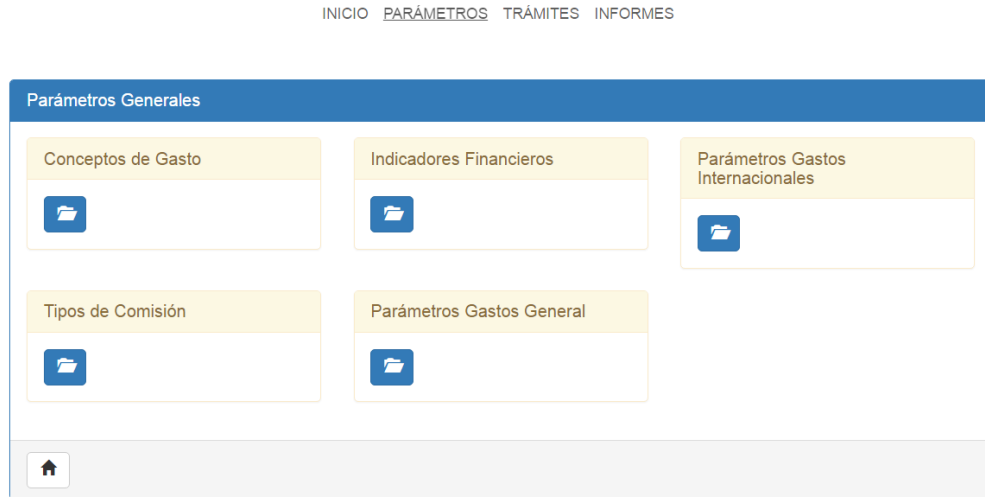 INICIO PARÁMETROS TRÁMITES INFORMES
Parámetros Generales
Conceptos de Gasto
Indicadores Financieros
Parámetros Gastos
Internacionales
Tipos de Comisión
Parámetros Gastos General